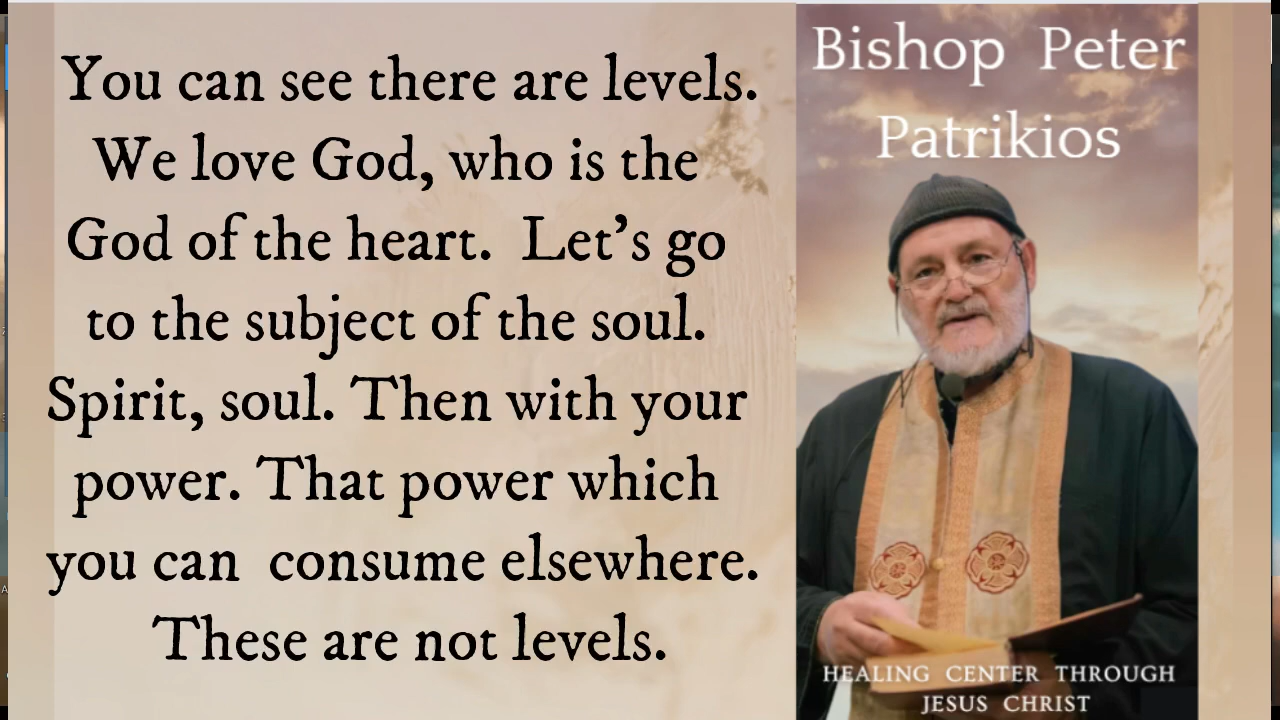 You can see there are levels.
We love God, who is the
God of the heart. Let's go
to the subject of the soul.
Spirit, soul. Then with your
power. That power which
you can consume elsewhere.
These are not levels.
Bishop Peter
Patrikios
HEALING CENTER THROUGH
JESUS CHRIST